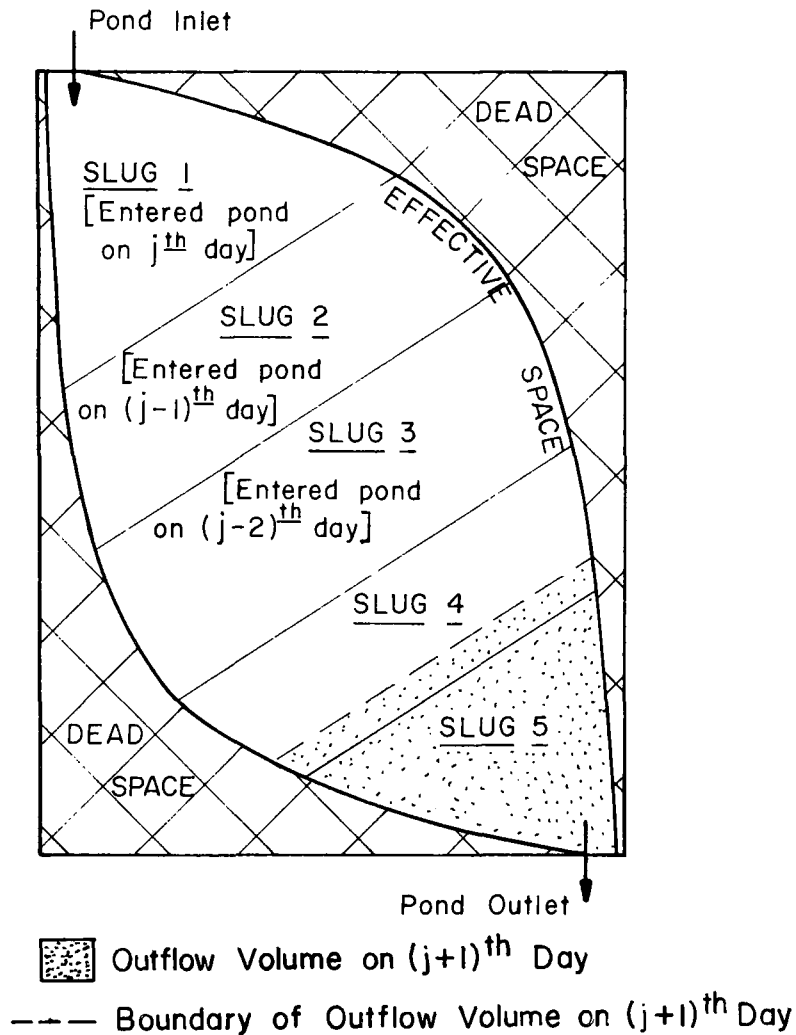 Pond Inlet
DEAD
SPACE
SLUG 1
[Entered pond
on jth day]
EFFECTIVE
SPACE
SLUG 2
[Entered pond
on (j-1)th day]
SLUG 3
[Entered pond
on (j-2)th day]
SLUG 4
SLUG 5
DEAD
SPACE
Pond Outlet
Outflow Volume on (j+1)th Day
Boundary of Outflow Volume on (j+1)th Day